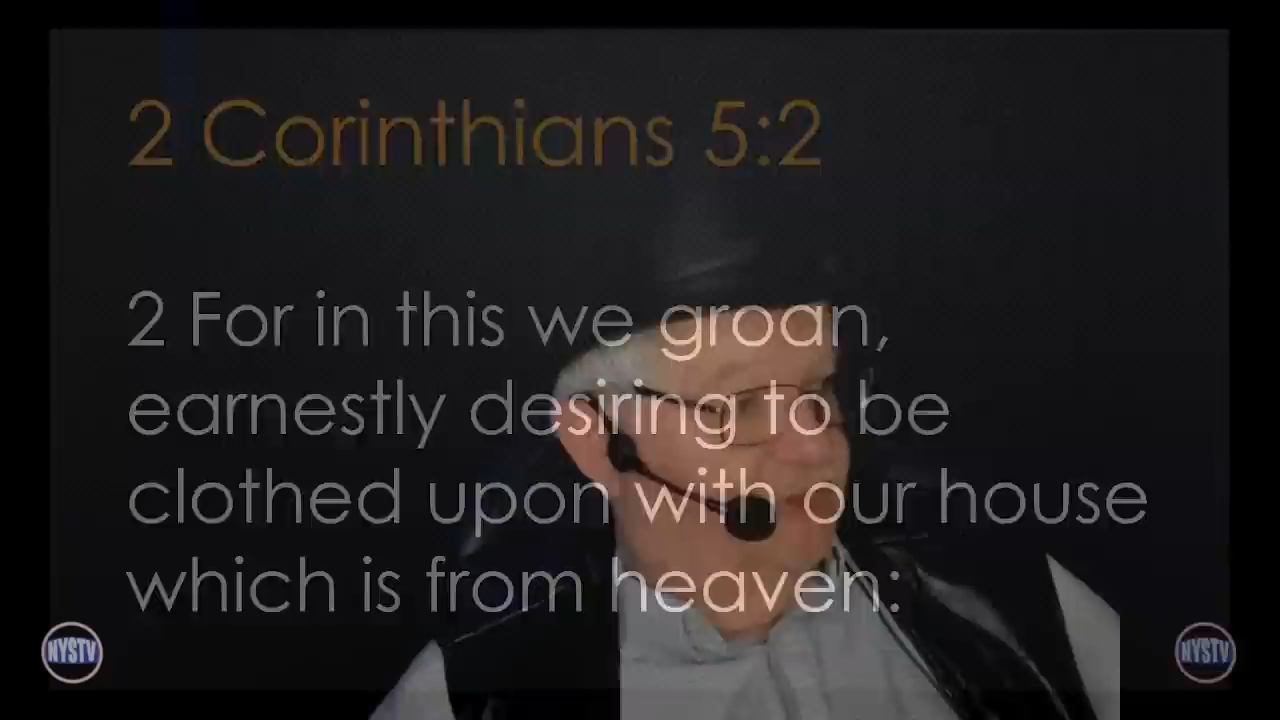 2 Corinthians 5:2
2 For in this we groan,
earnestly desiring to be
clothed upon with our house
which is from heaven:
NYSTV
NYSTV